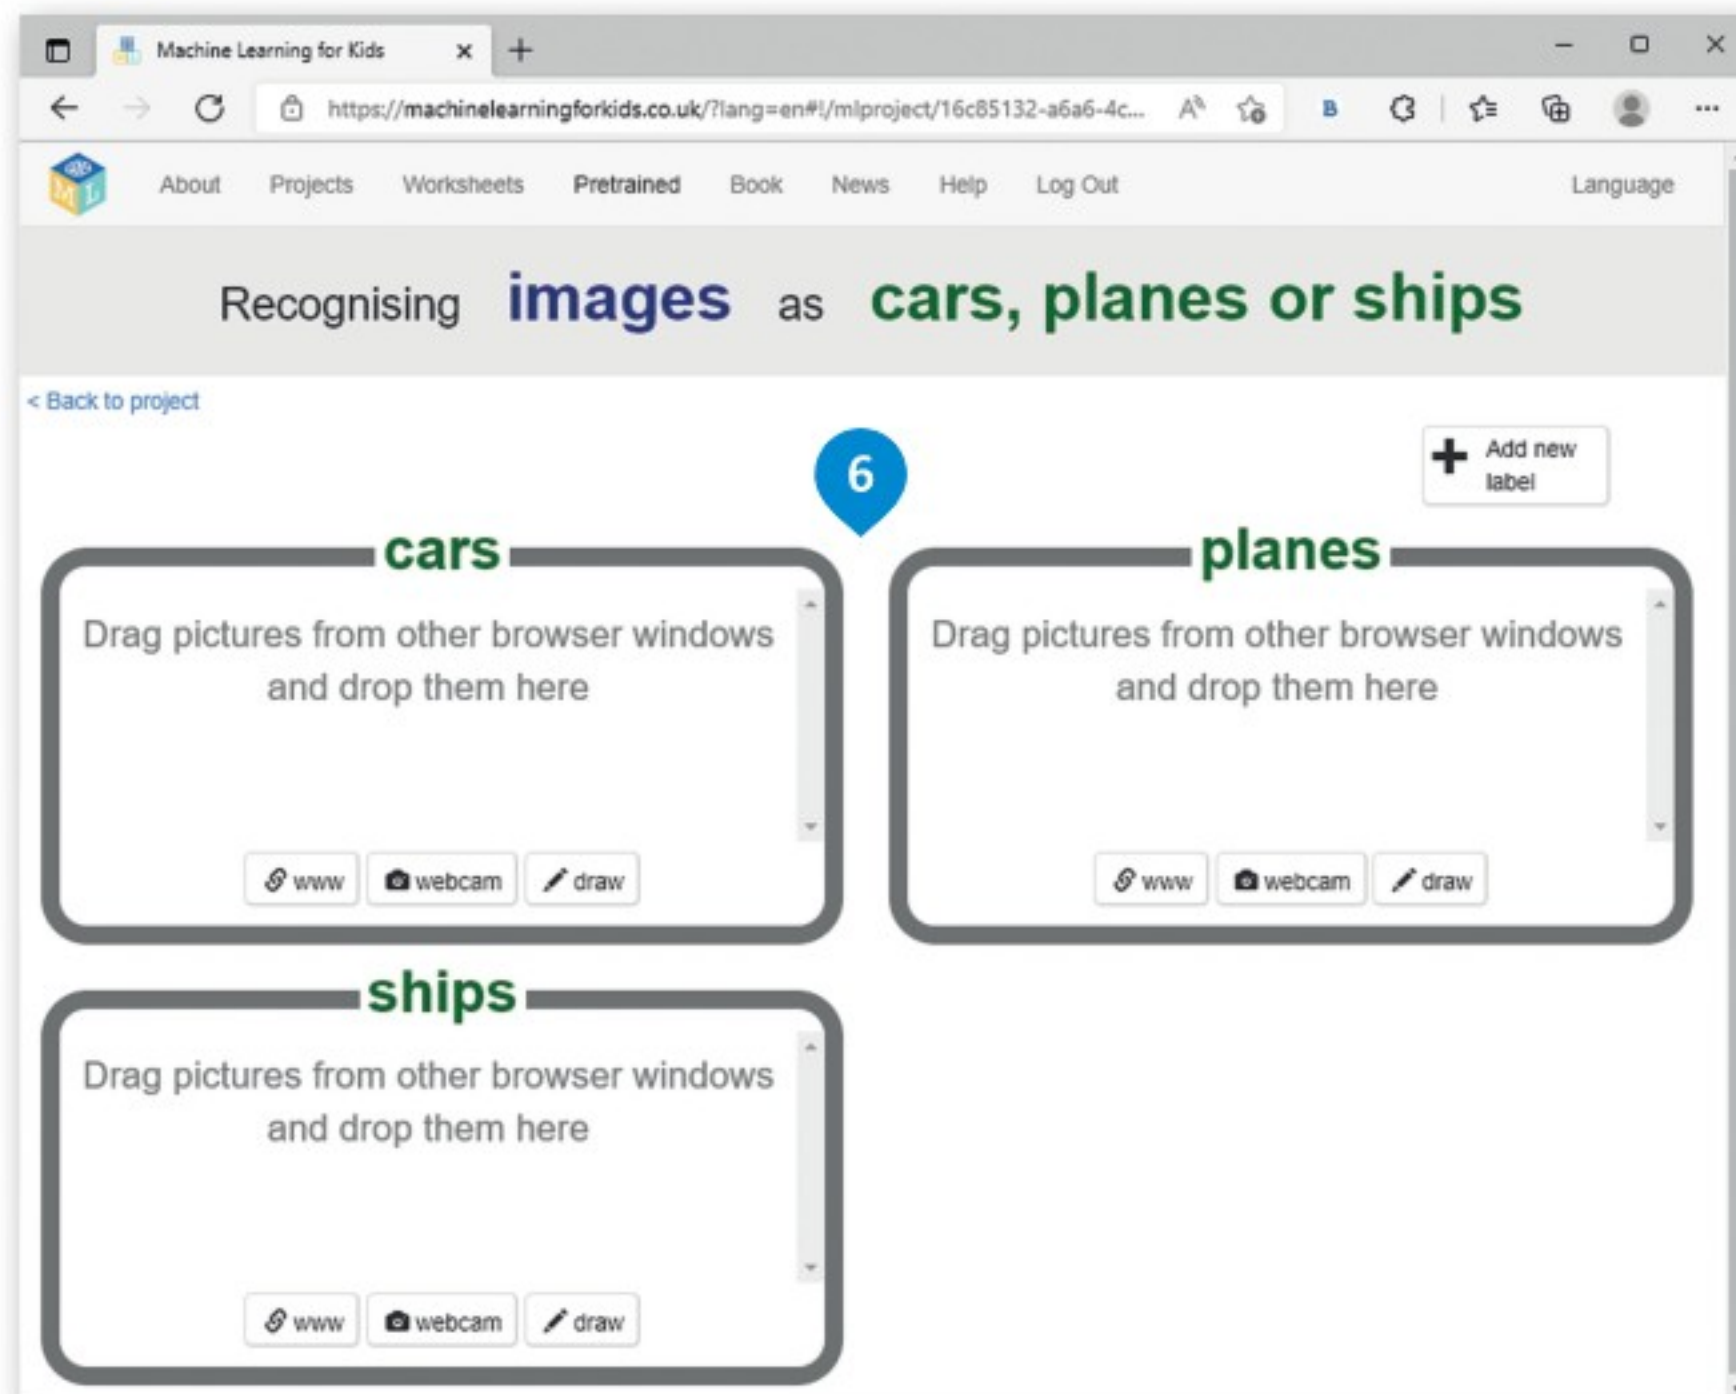 Machine Learning for Kids
https://machinelearningforkids.co.uk/?lang=en#!/mlproject/16c85132-a6a6-4c...
B
ML
About Projects Worksheets Pretrained Book News Help Log Out Language
Recognising images as cars, planes or ships
< Back to project
6
Add new
label
cars
Drag pictures from other browser windows
and drop them here
www webcam draw
planes
Drag pictures from other browser windows
and drop them here
www webcam draw
ships
Drag pictures from other browser windows
and drop them here
www webcam draw